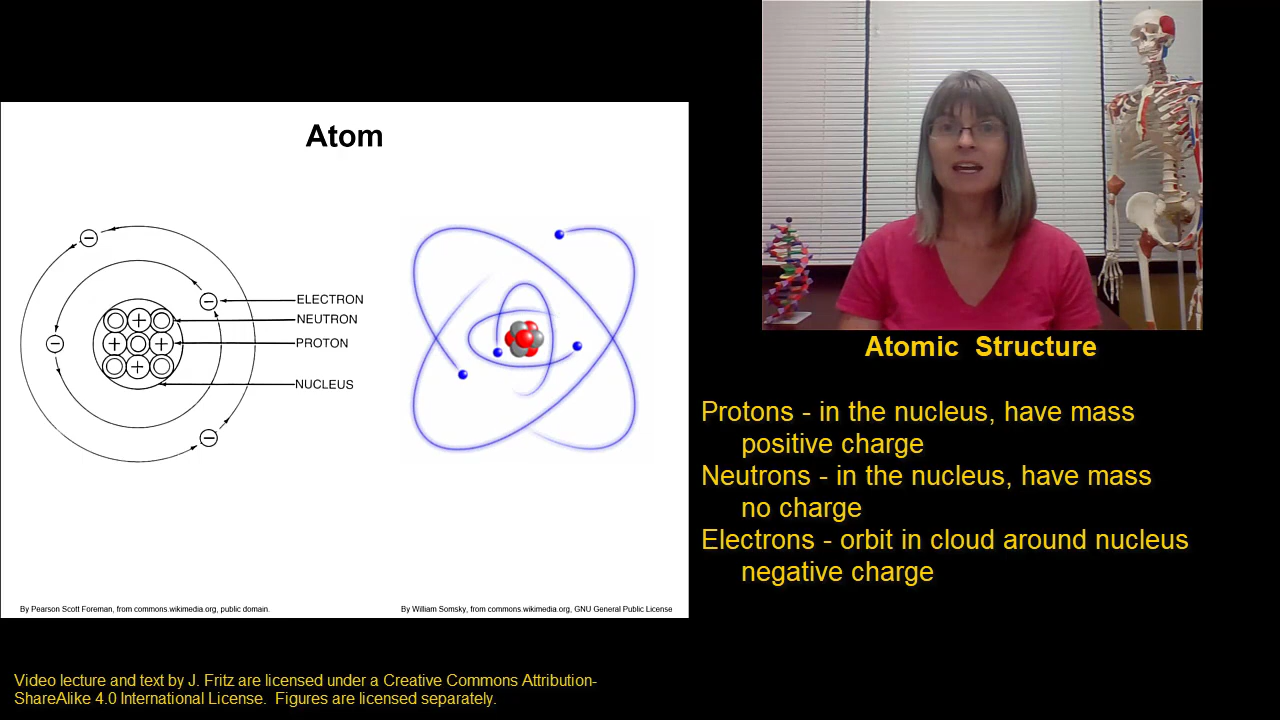 Atom
ELECTRON
NEUTRON
PROTON
NUCLEUS
By Pearson Scott Foreman, from commons.wikimedia.org, public domain.
By William Somsky, from commons.wikimedia.org, GNU General Public License
Atomic Structure
Protons - in the nucleus, have mass
positive charge
Neutrons - in the nucleus, have mass
no charge
Electrons - orbit in cloud around nucleus
negative charge
Video lecture and text by J. Fritz are licensed under a Creative Commons Attribution-
ShareAlike 4.0 International License. Figures are licensed separately.